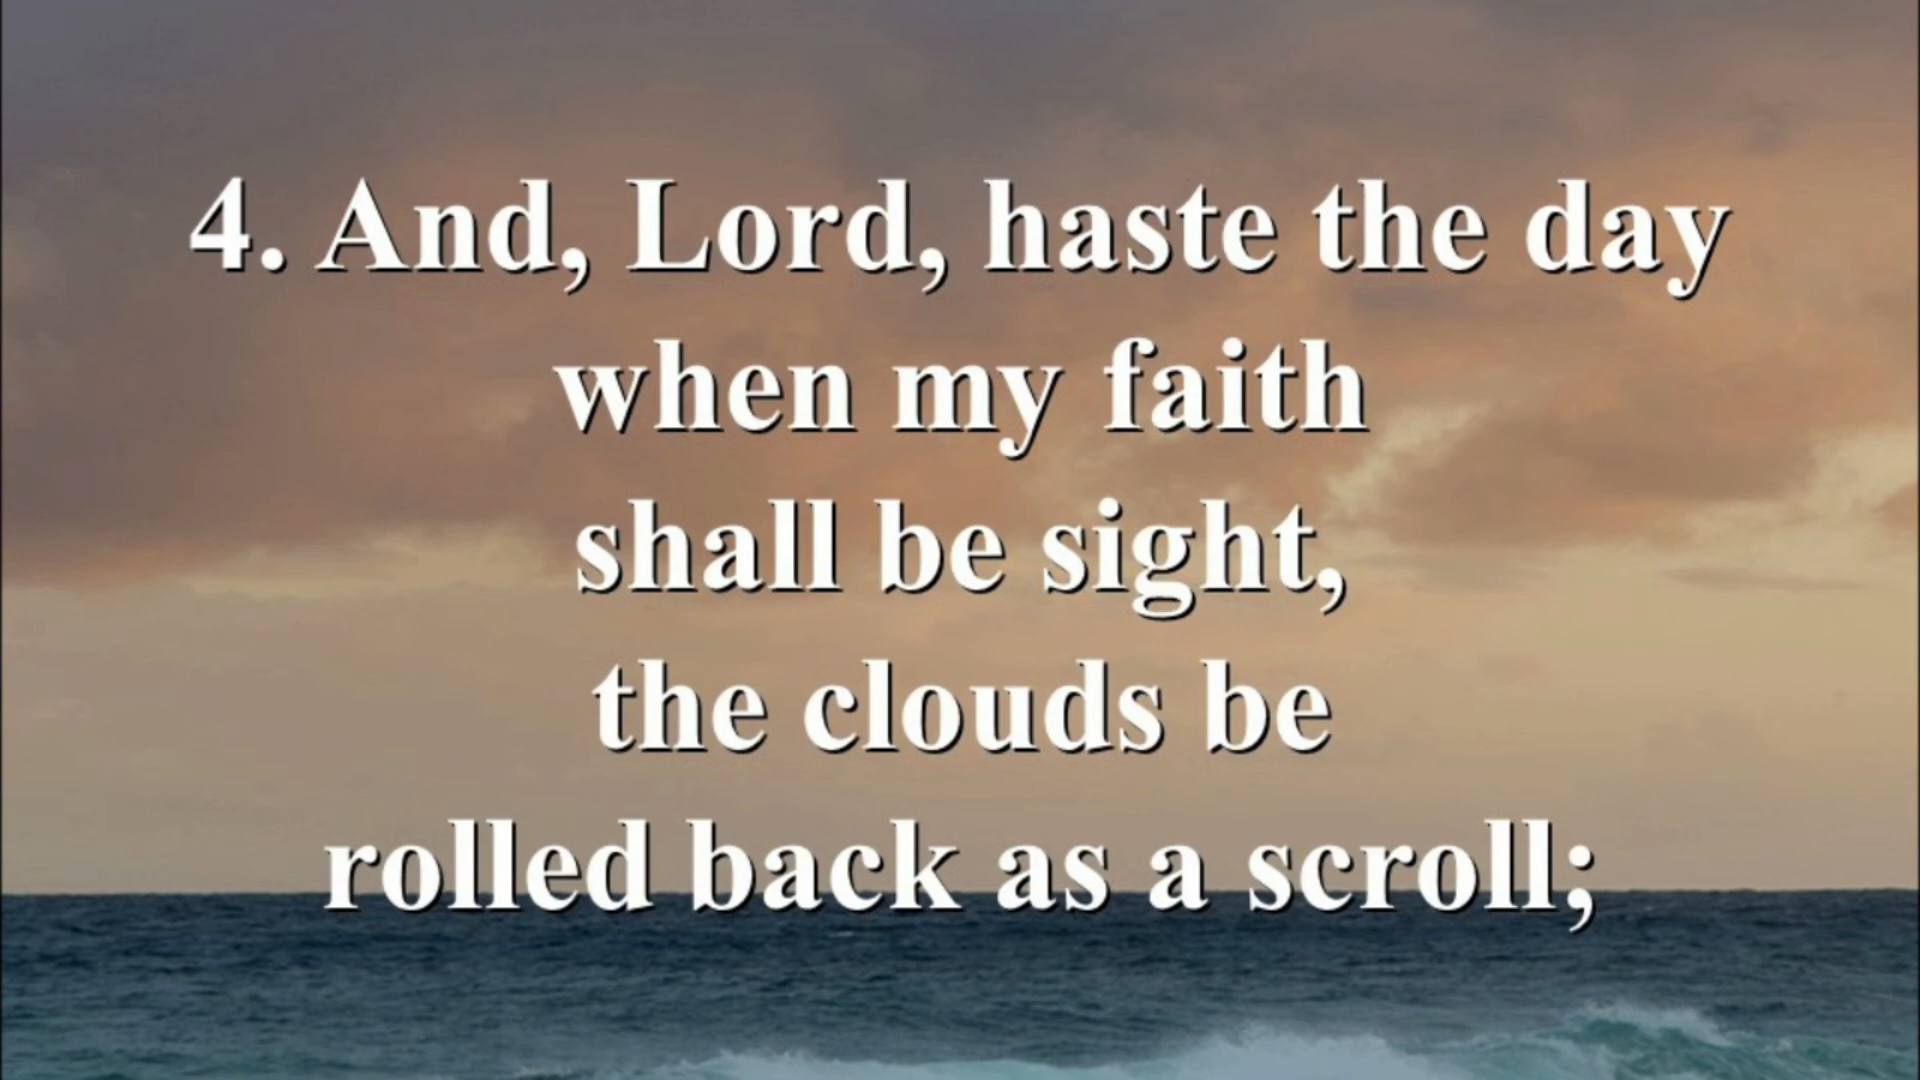 4. And, Lord, haste the day
when my faith
shall be sight,
the clouds be
rolled back as a scroll;